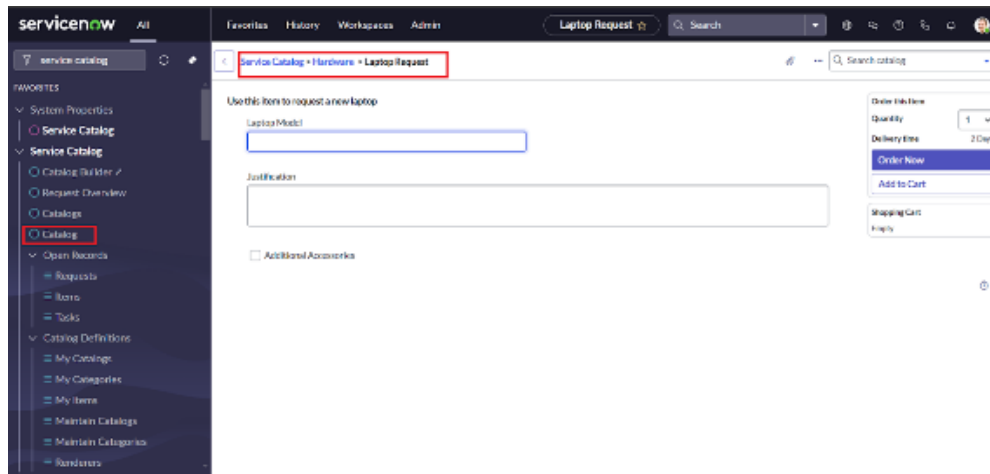 servicenow All Favorites History Workspaces Admin Laptop Request Search
service catalog
Service Catalog Hardware Laptop Request
Search catalog
FAVORITES
System Properties
Service Catalog
Service Catalog
Catalog Builder
Request Overview
Catalogs
Catalog
Open Records
Requests
Items
Tasks
Catalog Definitions
My Catalogs
My Categories
My Items
Maintain Catalogs
Maintain Categories
Renderers
Use this item to request a new laptop
Laptop Model
Justification
Additional Accessories
Order this Item
Quantity 1
Delivery time 2 Day
Order Now
Add to Cart
Shopping Cart
Empty